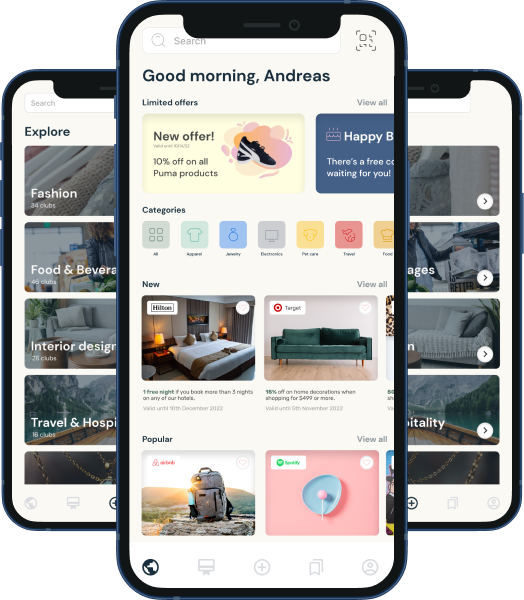 Search
Good morning, Andreas
Limited offers
View all
New offer!
Valid until 10/14/22
10% off on all
Puma products
Happy B
There's a free co
waiting for you!
Categories
All
Apparel
Jewelry
Electronics
Pet care
Travel
Food
New
View all
Hilton
Target
1 free night if you book more than 3 nights
on any of our hotels.
Valid until 10th December 2022
15% off on home decorations when
shopping for $499 or more.
Valid until 5th November 2022
60
Popular
View all
airbnb
Spotify
Search
Explore
Fashion
34 clubs
Food & Bevera
46 clubs
Interior design
28 clubs
Travel & Hospi
16 clubs
ages
n
pitality